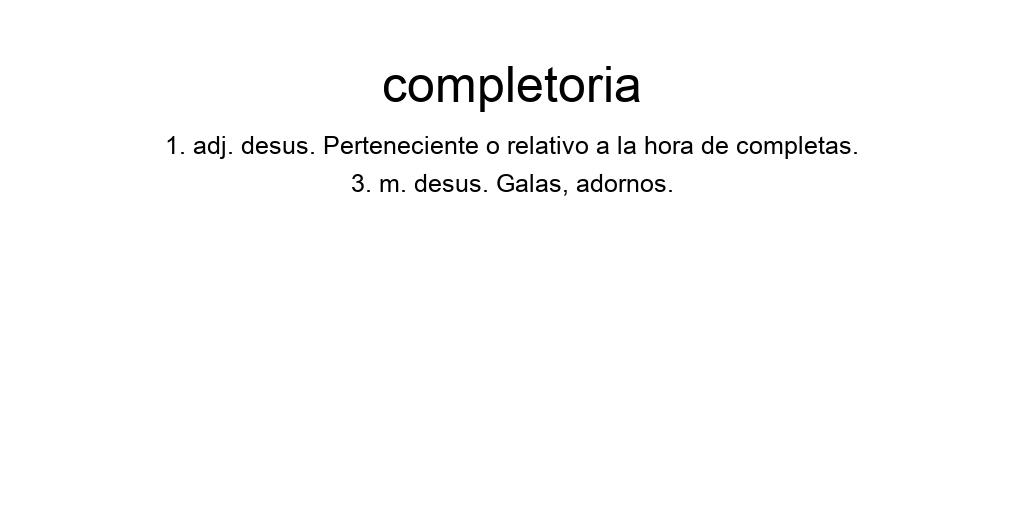 completoria
1. adj. desus. Perteneciente o relativo a la hora de completas.
3. m. desus. Galas, adornos.